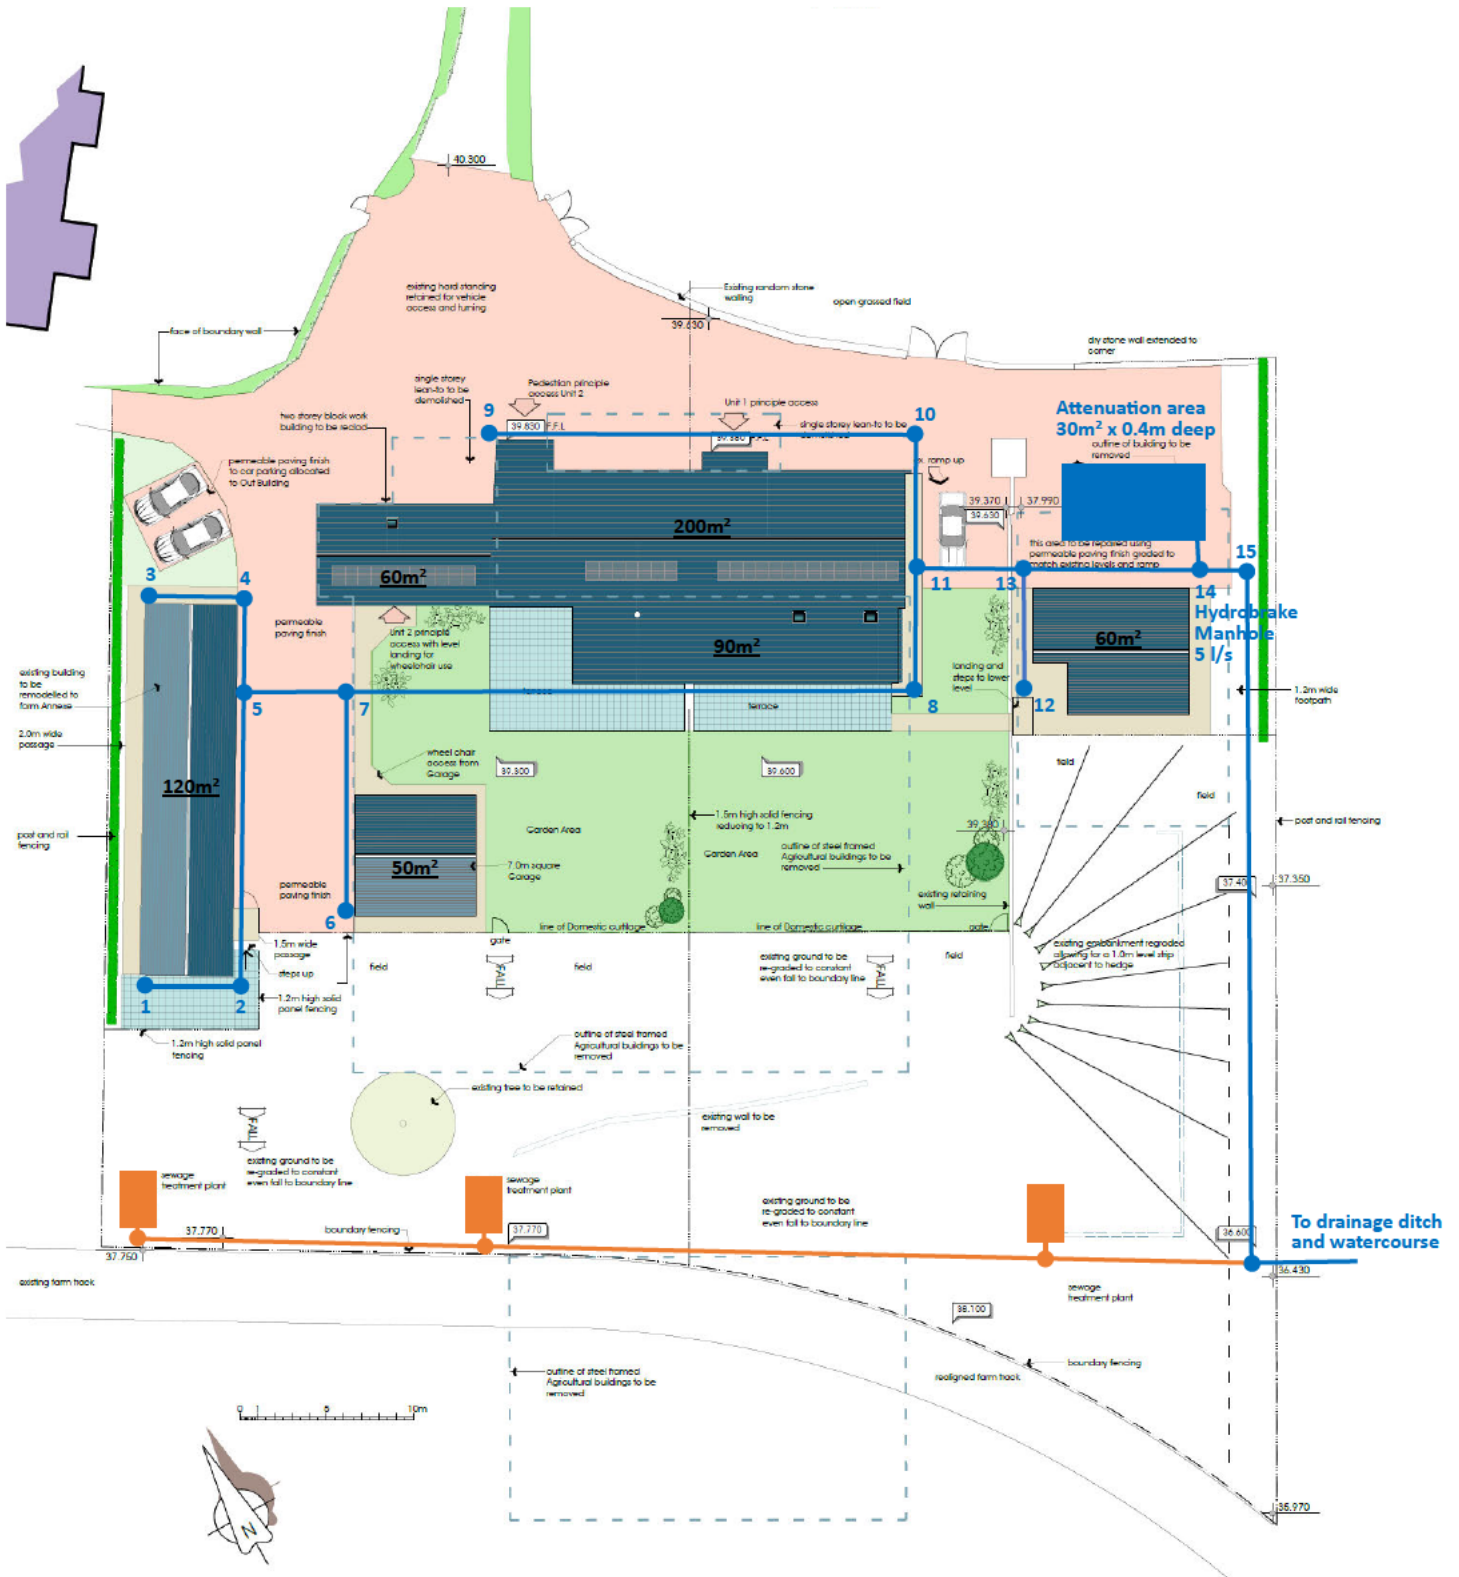 40.300
existing hard standing
retained for vehicle
access and turning
Existing random stone
walling
open grassed field
39.630
face of boundary wall
dry stone wall extended to
corner
single storey
lean-to to be
demolished
Pedestrian principle
access Unit 2
Unit 1 principle access
two storey block work
building to be reclad
9
39.830 F.F.L
single storey lean-to to be
10
Attenuation area
30m² x 0.4m deep
outline of building to be
removed
permeable paving finish
to car parking allocated
to Out Building
ramp up
39.370
37.990
39.630
200m²
this area to be repaired using
permeable paving finish graded to
match existing levels and ramp
15
3
4
60m²
11
13
14
Hydrobrake
Manhole
5 l/s
permeable
paving finish
Unit 2 principle
access with level
landing for
wheelchair use
90m²
60m²
existing building
to be
remodelled to
form Annexe
landing and
steps to lower
level
1.2m wide
footpath
5
7
terrace
terrace
8
12
2.0m wide
passage
120m²
wheel chair
access from
Garage
39.300
39.600
field
field
1.5m high solid fencing
reducing to 1.2m
post and rail
fencing
Garden Area
Garden Area
39.380
post and rail fencing
50m²
7.0m square
Garage
outline of steel framed
Agricultural buildings to be
removed
permeable
paving finish
existing retaining
wall
37.400
37.350
6
line of Domestic curtilage
line of Domestic curtilage
gate
gate
1.5m wide
passage
steps up
field
field
FALL
existing ground to be
re-graded to constant
even fall to boundary line
FALL
field
existing embankment regraded
allowing for a 1.0m level strip
adjacent to hedge
1
2
1.2m high solid
panel fencing
1.2m high solid panel
fencing
outline of steel framed
Agricultural buildings to be
removed
existing tree to be retained
existing wall to be
removed
FALL
existing ground to be
re-graded to constant
even fall to boundary line
sewage
treatment plant
sewage
treatment plant
existing ground to be
re-graded to constant
even fall to boundary line
37.770
boundary fencing
37.770
36.600
To drainage ditch
and watercourse
37.750
36.430
existing farm track
sewage
treatment plant
38.100
boundary fencing
outline of steel framed
Agricultural buildings to be
removed
realigned farm track
0 1 5 10m
35.970
N